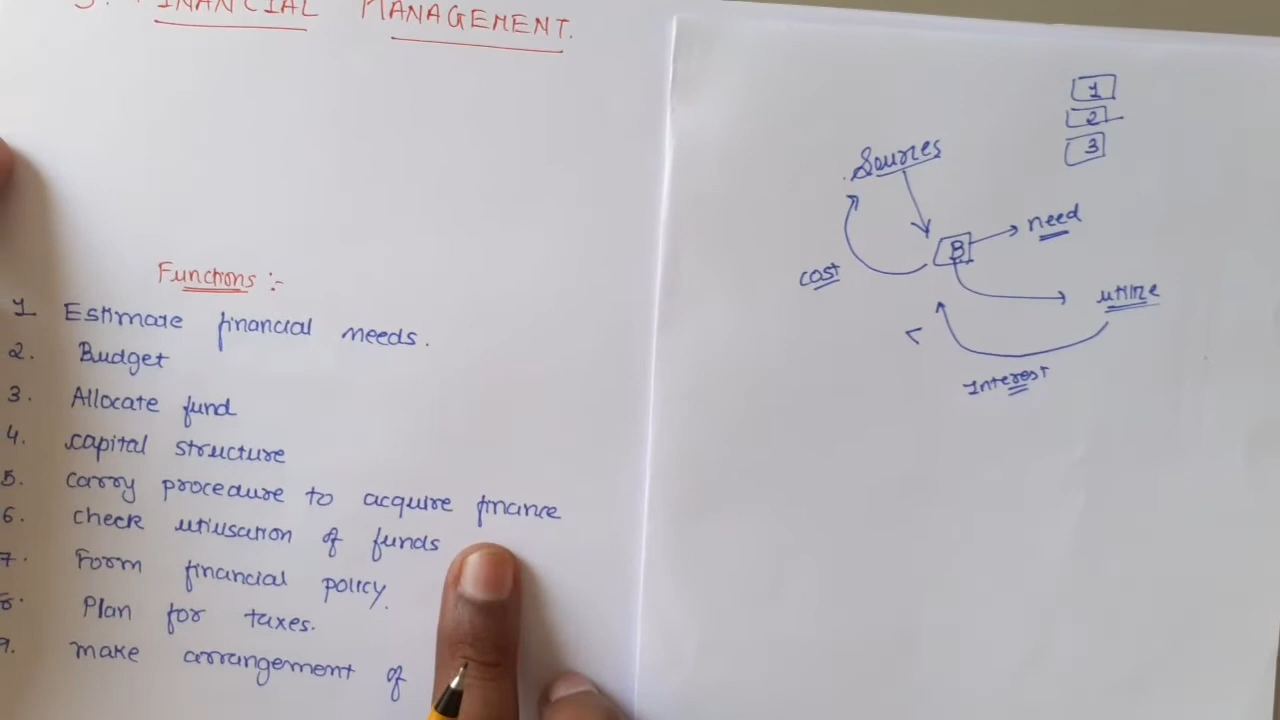 FINANCIAL MANAGEMENT.
Functions :-
1 Estimate financial needs.
2. Budget
3. Allocate fund
4. capital structure
5. carry procedure to acquire finance
6. check utilisation of funds
7. Form financial policy.
8. Plan for taxes.
9. make arrangement of
1
2
3
Sources
B
need
cost
utilize
Interest